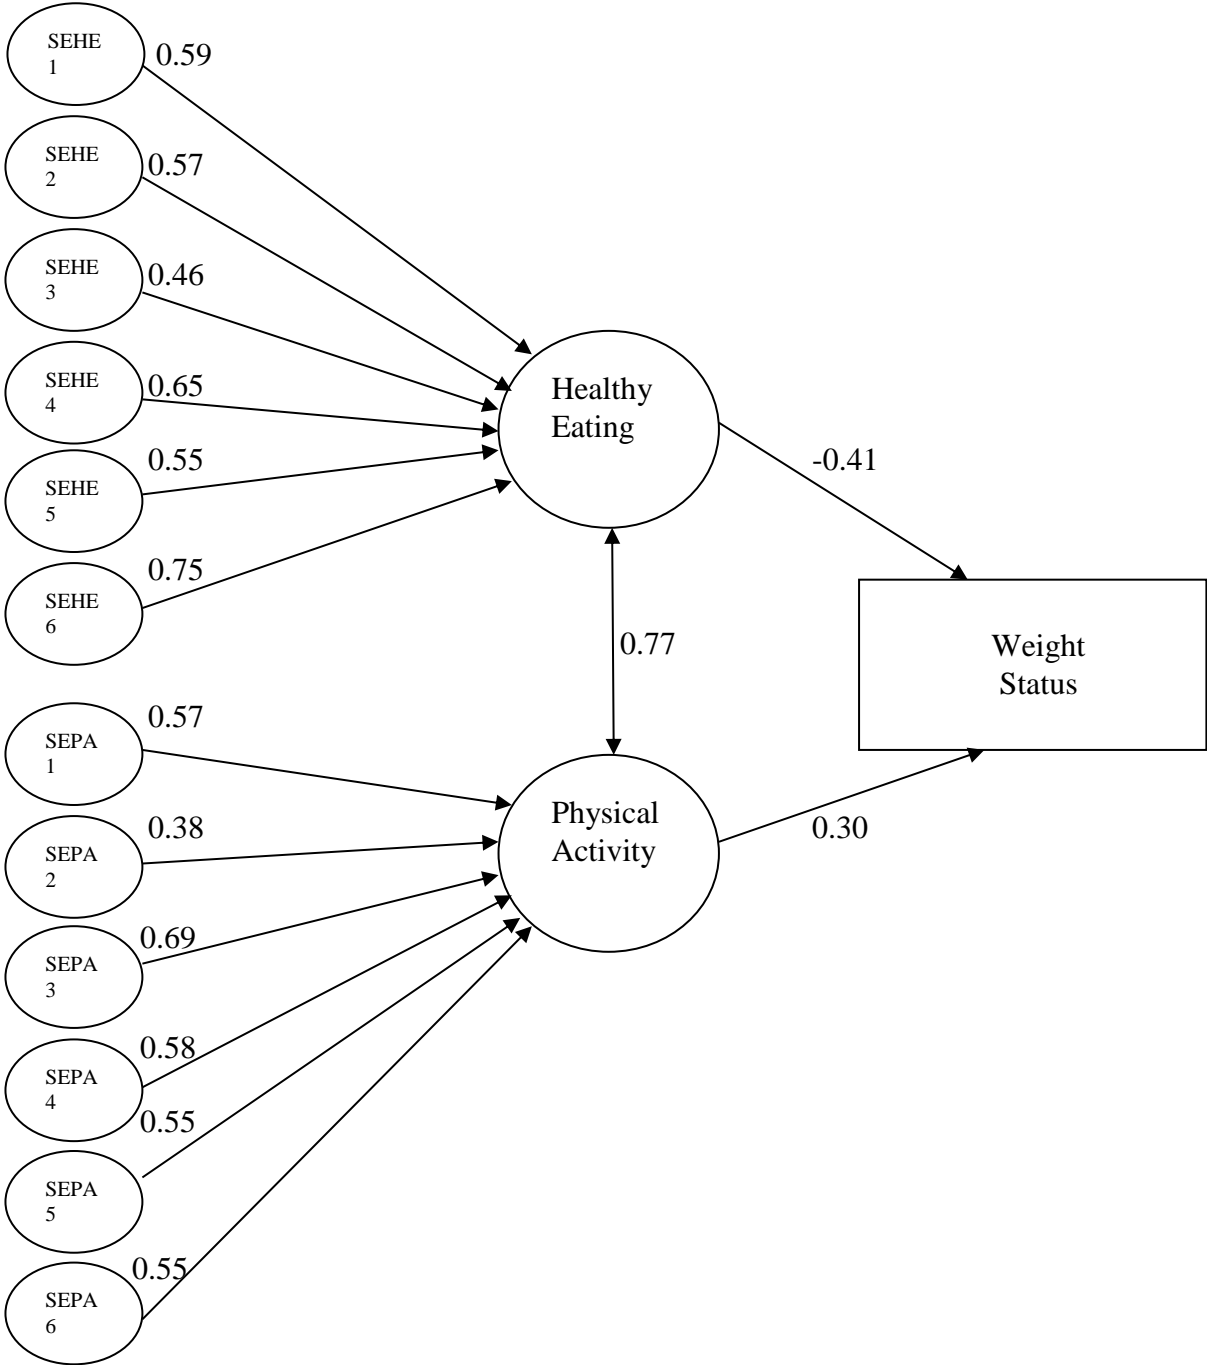 SEHE
1
0.59
SEHE
2
0.57
SEHE
3
0.46
SEHE
4
0.65
SEHE
5
0.55
SEHE
6
0.75
Healthy
Eating
-0.41
0.77
Weight
Status
SEPA
1
0.57
SEPA
2
0.38
SEPA
3
0.69
SEPA
4
0.58
SEPA
5
0.55
SEPA
6
0.55
Physical
Activity
0.30